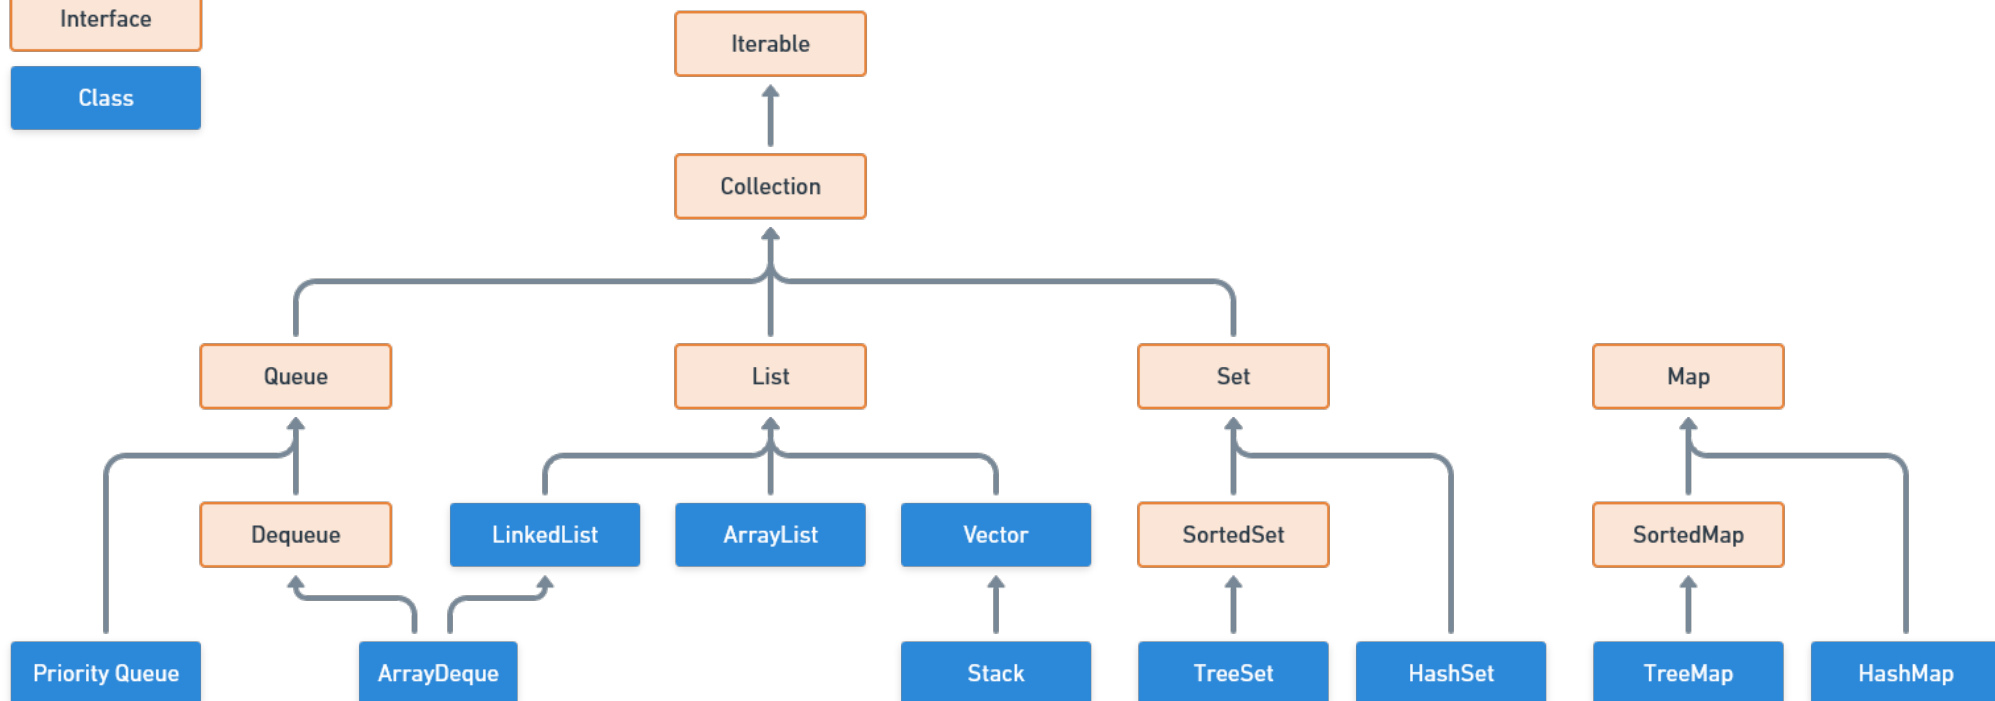 Interface
Class
Iterable
Collection
Queue
List
Set
Map
Dequeue
LinkedList
ArrayList
Vector
SortedSet
SortedMap
Priority Queue
ArrayDeque
Stack
TreeSet
HashSet
TreeMap
HashMap